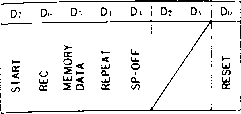 D₇ D₆ D₅ D₄ D₃ D₂ D₁ D₀
START
REC
MEMORY
DATA
REPEAT
SP-OFF
RESET